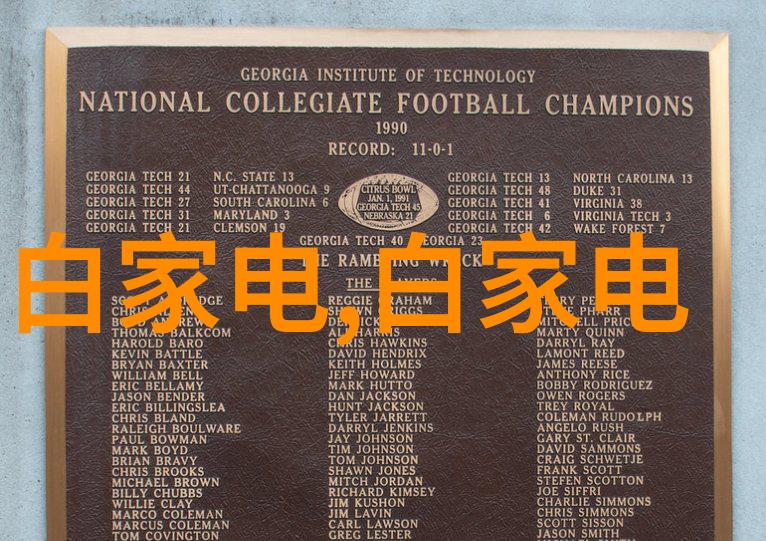 GEORGIA INSTITUTE OF TECHNOLOGY
NATIONAL COLLEGIATE FOOTBALL CHAMPIONS
1990
RECORD: 11-0-1
GEORGIA TECH 21 N.C. STATE 13
GEORGIA TECH 44 UT-CHATTANOOGA 9
GEORGIA TECH 27 SOUTH CAROLINA 6
GEORGIA TECH 31 MARYLAND 3
GEORGIA TECH 21 CLEMSON 19
CITRUS BOWL
JAN. 1, 1991
GEORGIA TECH 45
NEBRASKA 21
GEORGIA TECH 13 NORTH CAROLINA 13
GEORGIA TECH 48 DUKE 31
GEORGIA TECH 41 VIRGINIA 38
GEORGIA TECH 6 VIRGINIA TECH 3
GEORGIA TECH 42 WAKE FOREST 7
GEORGIA TECH 40 GEORGIA 23
THE RAMBLING WRECK
THE PLAYERS
白家电,白家电
THOMAS BALKCOM
HAROLD BARO
KEVIN BATTLE
BRYAN BAXTER
WILLIAM BELL
ERIC BELLAMY
JASON BENDER
ERIC BILLINGSLEA
CHRIS BLAND
RALEIGH BOULWARE
PAUL BOWMAN
MARK BOYD
BRIAN BRAVY
CHRIS BROOKS
MICHAEL BROWN
BILLY CHUBBS
WILLIE CLAY
MARCO COLEMAN
MARCUS COLEMAN
TOM COVINGTON
REGGIE GRAHAM
HARRIS
CHRIS HAWKINS
DAVID HENDRIX
KEITH HOLMES
JEFF HOWARD
MARK HUTTO
DAN JACKSON
HUNT JACKSON
TYLER JARRETT
DARRYL JENKINS
JAY JOHNSON
TIM JOHNSON
TOM JOHNSON
SHAWN JONES
MITCH JORDAN
RICHARD KIMSEY
JIM KUSHON
JIM LAVIN
CARL LAWSON
GREG LESTER
PHARR
MARTY QUINN
DARRYL RAY
LAMONT REED
JAMES REESE
ANTHONY RICE
BOBBY RODRIGUEZ
OWEN ROGERS
TREY ROYAL
COLEMAN RUDOLPH
ANGELO RUSH
GARY ST. CLAIR
DAVID SAMMONS
CRAIG SCHWETJE
FRANK SCOTT
STEFEN SCOTTON
JOE SIFFRI
CHARLIE SIMMONS
CHRIS SIMMONS
SCOTT SISSON
JASON SMITH